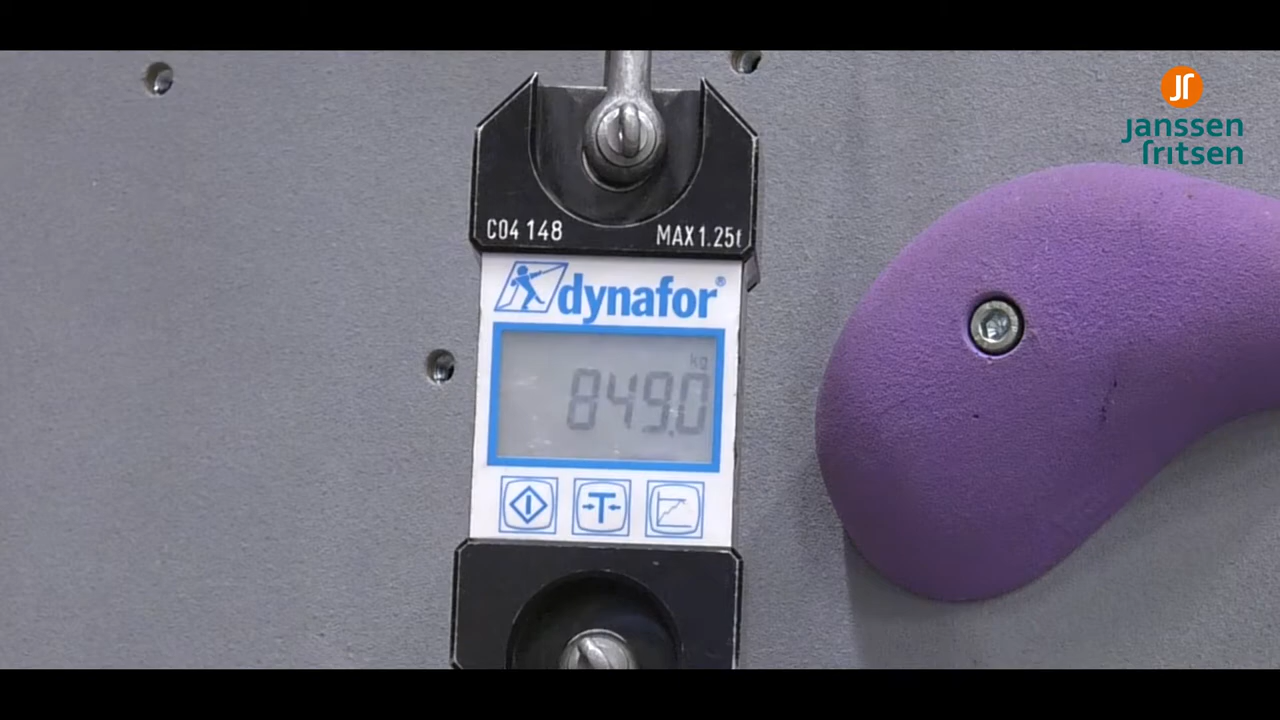 JF
janssen
fritsen
C04 148
MAX 1.25t
dynafor®
kg
849.0
T